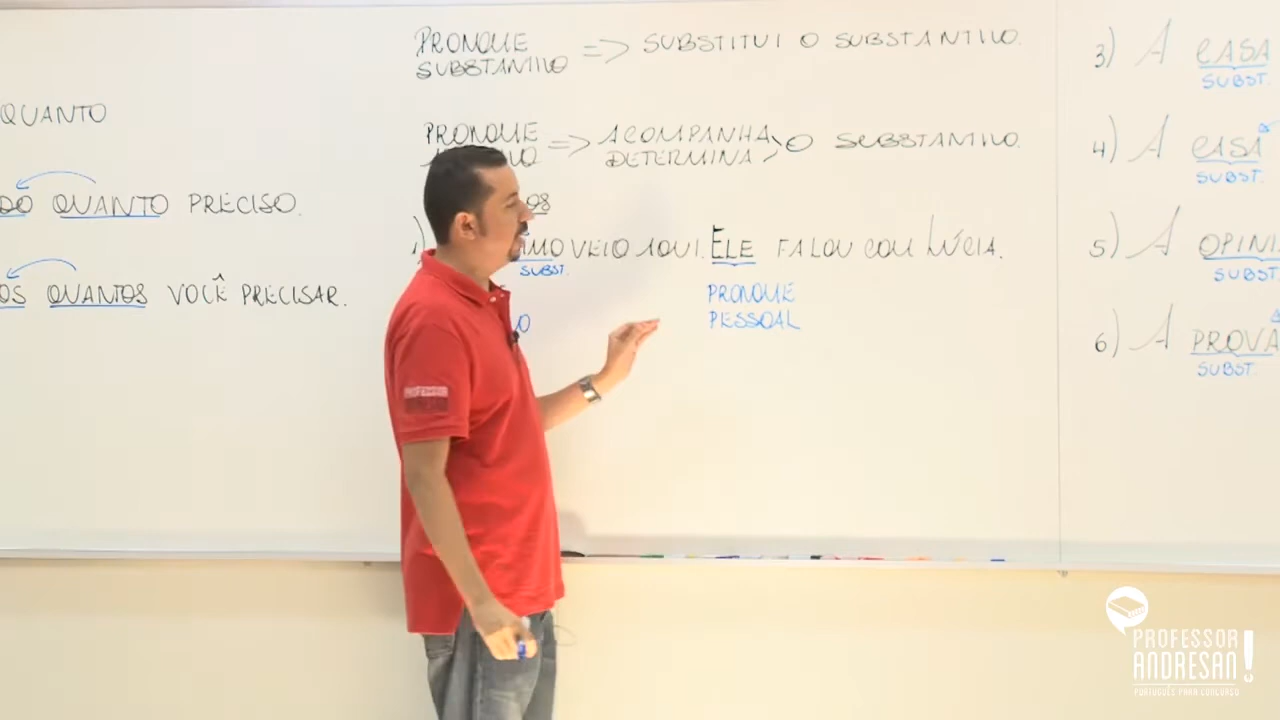 QUANTO
QUANTO PRECISO.
OS QUANTOS VOCÊ PRECISAR.
PRONOME
SUBSTANTIVO => SUBSTITUI O SUBSTANTIVO.
PRONOME => ACOMPANHA
DETERMINA O SUBSTANTIVO.
VEIO AQUI. ELE FALOU COM LÚCIA.
SUBST.
PRONOME
PESSOAL
3) A CASA
SUBST.
4) A CASA
SUBST.
5) A OPINI
SUBST.
6) A PROVA
SUBST.
PROFESSOR
ANDRESAN!
PORTUGUÊS PARA CONCURSO